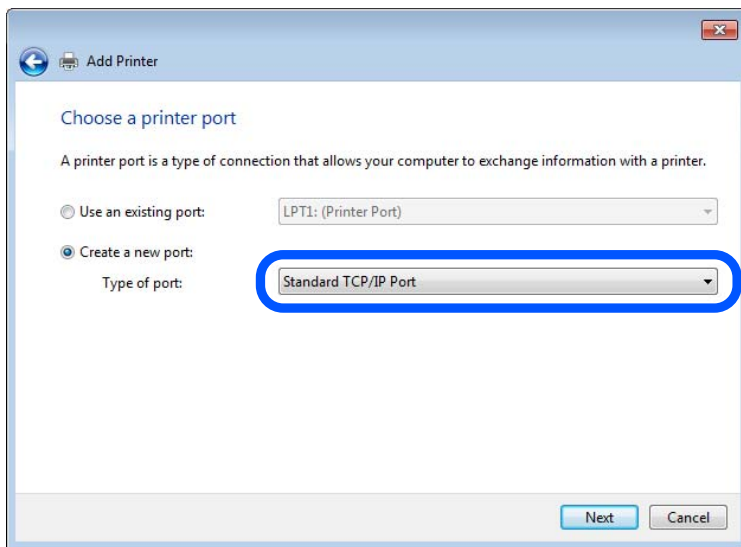 Add Printer
Choose a printer port
A printer port is a type of connection that allows your computer to exchange information with a printer.
Use an existing port: LPT1: (Printer Port)
Create a new port:
Type of port: Standard TCP/IP Port
Next Cancel